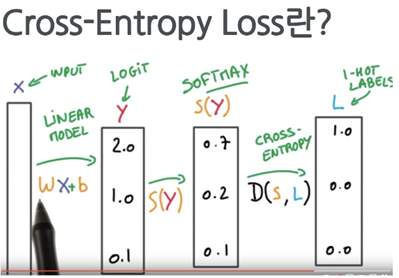 Cross-Entropy Loss란?
X INPUT
LOGIT
Y
SOFTMAX
S(Y)
1-HOT
LABELS
L
LINEAR
MODEL
WX+b
2.0
1.0
0.1
S(Y)
0.7
0.2
0.1
CROSS-
ENTROPY
D(S,L)
1.0
0.0
0.0